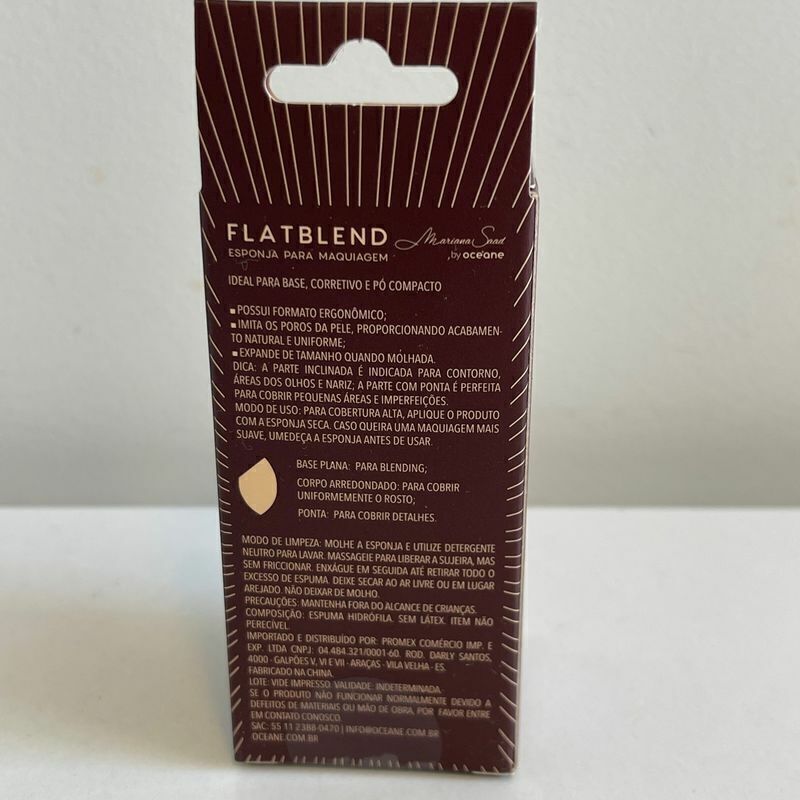 FLATBLEND Mariana Saad
ESPONJA PARA MAQUIAGEM by océane
IDEAL PARA BASE, CORRETIVO E PÓ COMPACTO
▪ POSSUI FORMATO ERGONÔMICO;
▪ IMITA OS POROS DA PELE, PROPORCIONANDO ACABAMEN-
TO NATURAL E UNIFORME;
▪ EXPANDE DE TAMANHO QUANDO MOLHADA.
DICA: A PARTE INCLINADA É INDICADA PARA CONTORNO,
ÁREAS DOS OLHOS E NARIZ; A PARTE COM PONTA É PERFEITA
PARA COBRIR PEQUENAS ÁREAS E IMPERFEIÇÕES.
MODO DE USO: PARA COBERTURA ALTA, APLIQUE O PRODUTO
COM A ESPONJA SECA. CASO QUEIRA UMA MAQUIAGEM MAIS
SUAVE, UMEDEÇA A ESPONJA ANTES DE USAR.
BASE PLANA: PARA BLENDING;
CORPO ARREDONDADO: PARA COBRIR
UNIFORMEMENTE O ROSTO;
PONTA: PARA COBRIR DETALHES.
MODO DE LIMPEZA: MOLHE A ESPONJA E UTILIZE DETERGENTE
NEUTRO PARA LAVAR. MASSAGEIE PARA LIBERAR A SUJEIRA, MAS
SEM FRICCIONAR. ENXÁGUE EM SEGUIDA ATÉ RETIRAR TODO O
EXCESSO DE ESPUMA. DEIXE SECAR AO AR LIVRE OU EM LUGAR
AREJADO. NÃO DEIXAR DE MOLHO.
PRECAUÇÕES: MANTENHA FORA DO ALCANCE DE CRIANÇAS.
COMPOSIÇÃO: ESPUMA HIDRÓFILA. SEM LÁTEX. ITEM NÃO
PERECÍVEL.
IMPORTADO E DISTRIBUÍDO POR: PROMEX COMÉRCIO IMP. E
EXP. LTDA CNPJ: 04.484.321/0001-60. ROD. DARLY SANTOS,
4000 - GALPÕES V, VI E VII - ARAÇAS - VILA VELHA - ES.
FABRICADO NA CHINA.
LOTE: VIDE IMPRESSO. VALIDADE: INDETERMINADA.
SE O PRODUTO NÃO FUNCIONAR NORMALMENTE DEVIDO A
DEFEITOS DE MATERIAIS OU MÃO DE OBRA, POR FAVOR ENTRE
EM CONTATO CONOSCO.
SAC: 55 11 2388-0470 | INFO@OCEANE.COM.BR
OCEANE.COM.BR